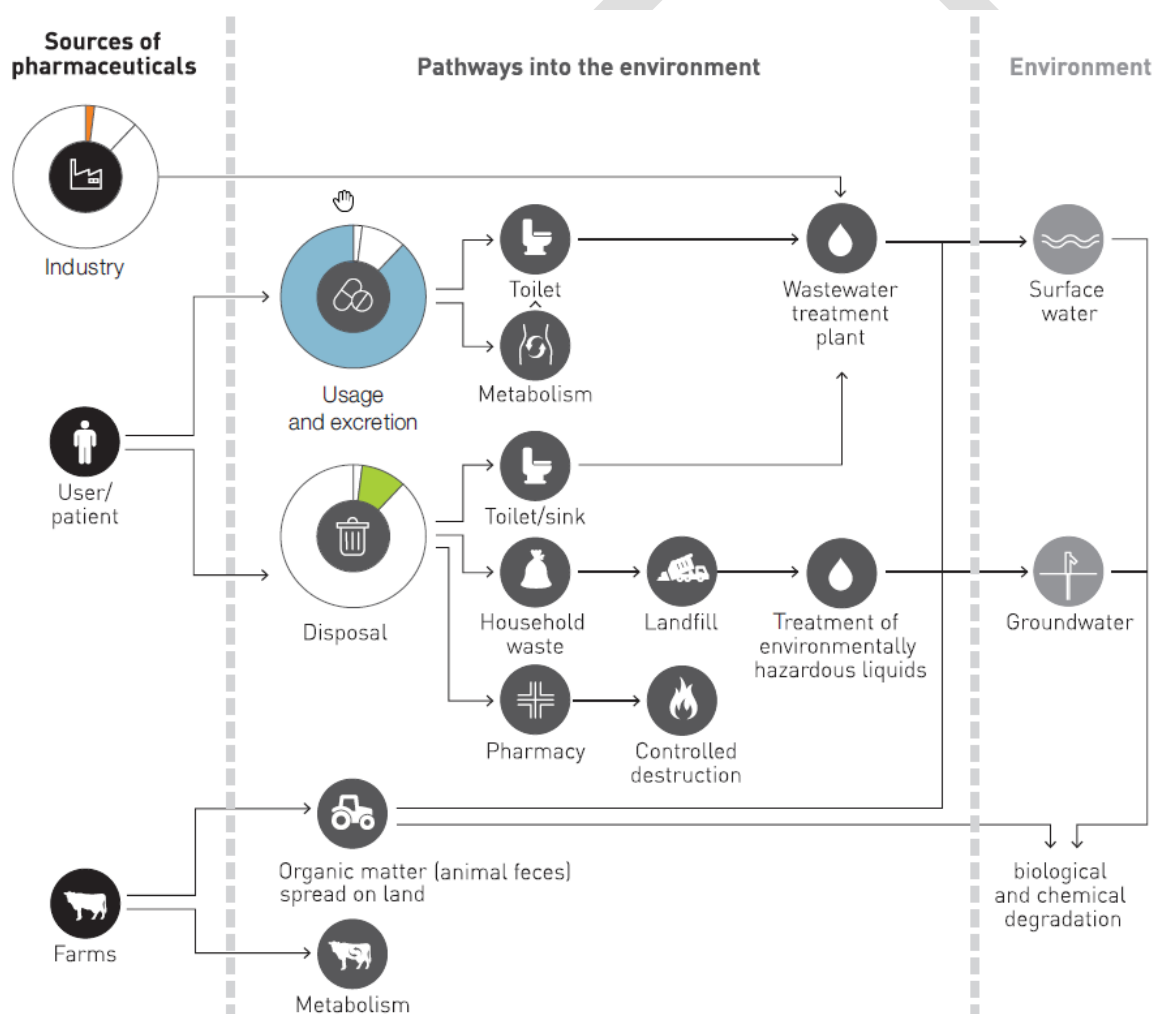 Sources of
pharmaceuticals
Pathways into the environment
Environment
Industry
Toilet
Wastewater
treatment
plant
Surface
water
Metabolism
Usage
and excretion
User/
patient
Toilet/sink
Disposal
Household
waste
Landfill
Treatment of
environmentally
hazardous liquids
Groundwater
Pharmacy
Controlled
destruction
Organic matter (animal feces)
spread on land
biological
and chemical
degradation
Farms
Metabolism